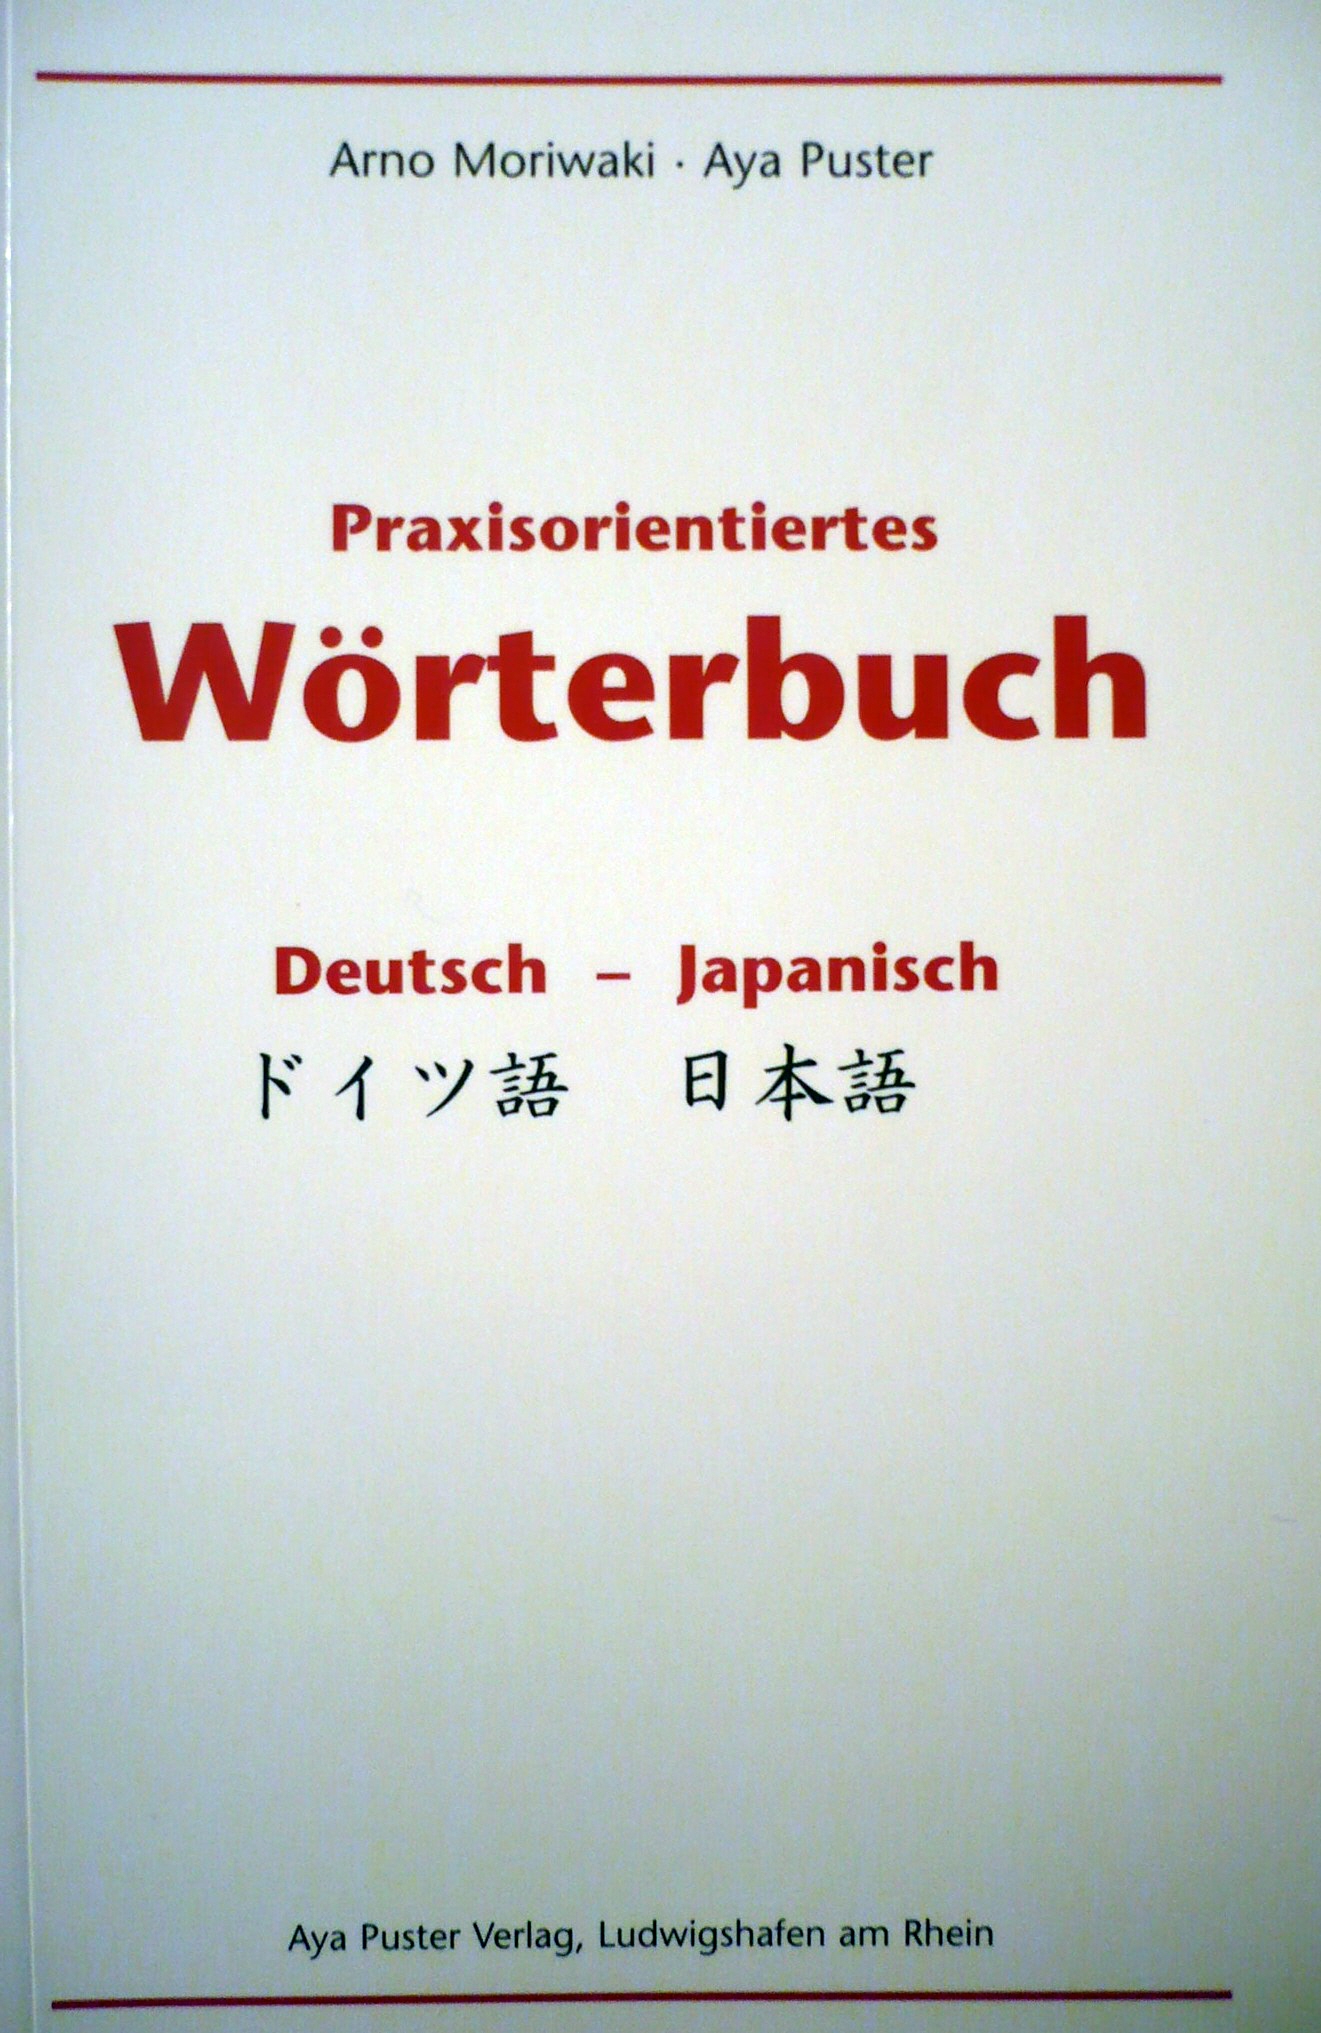 Arno Moriwaki · Aya Puster
Praxisorientiertes
Wörterbuch
Deutsch – Japanisch
ドイツ語 日本語
Aya Puster Verlag, Ludwigshafen am Rhein